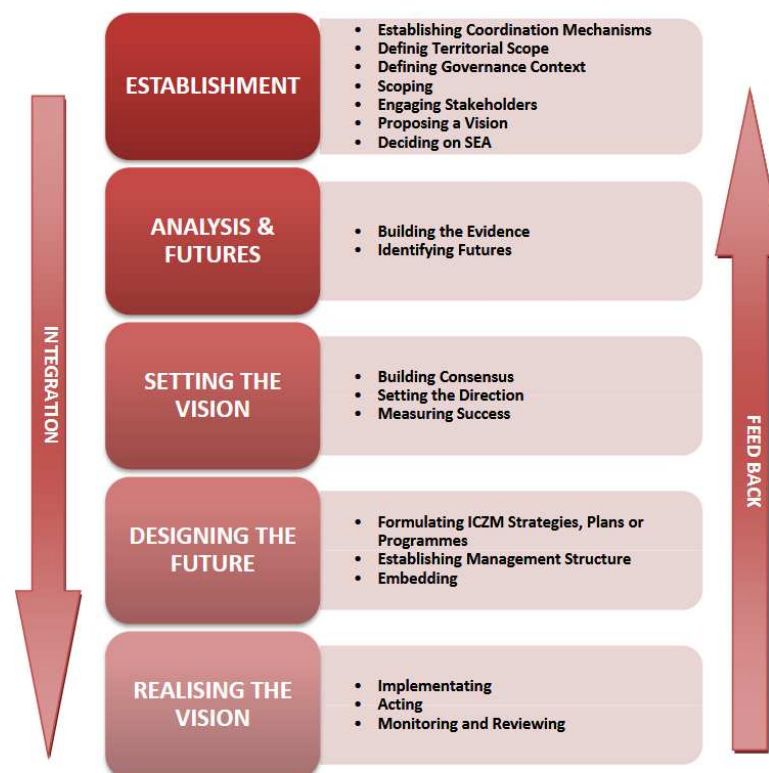 ESTABLISHMENT
• Establishing Coordination Mechanisms
• Defining Territorial Scope
• Defining Governance Context
• Scoping
• Engaging Stakeholders
• Proposing a Vision
• Deciding on SEA
ANALYSIS &
FUTURES
• Building the Evidence
• Identifying Futures
SETTING THE
VISION
• Building Consensus
• Setting the Direction
• Measuring Success
DESIGNING THE
FUTURE
• Formulating ICZM Strategies, Plans or
Programmes
• Establishing Management Structure
• Embedding
REALISING THE
VISION
• Implementating
• Acting
• Monitoring and Reviewing
INTEGRATION
FEED BACK